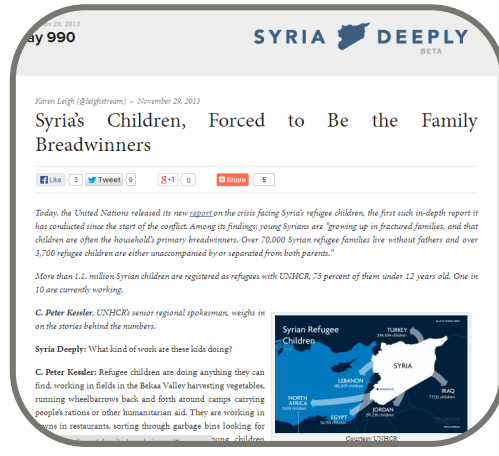 Nov 29, 2013
ay 990
SYRIA DEEPLY
BETA
Karen Leigh (@leighstream) – November 29, 2013
Syria's Children, Forced to Be the Family
Breadwinners
Like 3 Tweet 9 +1 0 Share 5
Today, the United Nations released its new report on the crisis facing Syria's refugee children, the first such in-depth report it
has conducted since the start of the conflict. Among its findings: young Syrians are "growing up in fractured families, and that
children are often the household's primary breadwinners. Over 70,000 Syrian refugee families live without fathers and over
3,700 refugee children are either unaccompanied by or separated from both parents."
More than 1.1. million Syrian children are registered as refugees with UNHCR, 75 percent of them under 12 years old. One in
10 are currently working.
C. Peter Kessler, UNHCR's senior regional spokesman, weighs in
on the stories behind the numbers.
Syria Deeply: What kind of work are these kids doing?
C. Peter Kessler: Refugee children are doing anything they can
find, working in fields in the Bekaa Valley harvesting vegetables,
running wheelbarrows back and forth around camps carrying
people's rations or other humanitarian aid. They are working in
in restaurants, sorting through garbage bins looking for
young children
Syrian Refugee
Children
TURKEY
children
SYRIA
LEBANON
children
DAMASCUS
NORTH
AFRICA
children
EGYPT
children
JORDAN
children
IRAQ
children
Courtesy UNHCR